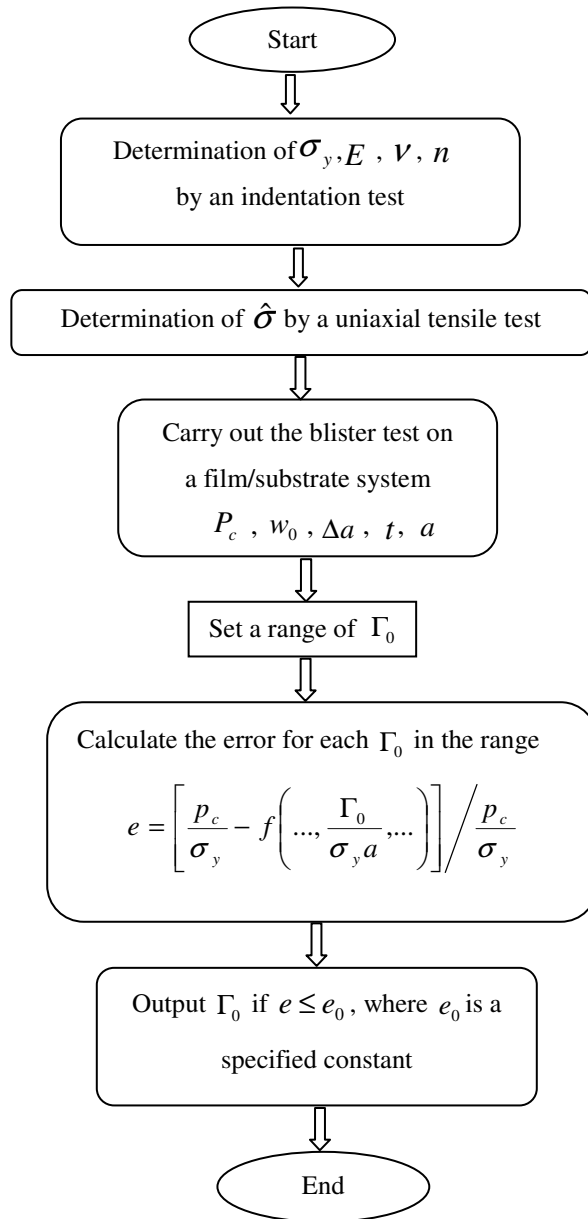 Start
Determination of σ_y, E , ν, n
by an indentation test
Determination of σ̂ by a uniaxial tensile test
Carry out the blister test on
a film/substrate system
P_c , w_0 , Δa , t, a
Set a range of Γ_0
Calculate the error for each Γ_0 in the range
e = [ p_c / σ_y − f( ..., Γ_0 / σ_y a , ... ) ] / p_c / σ_y
Output Γ_0 if e ≤ e_0 , where e_0 is a
specified constant
End